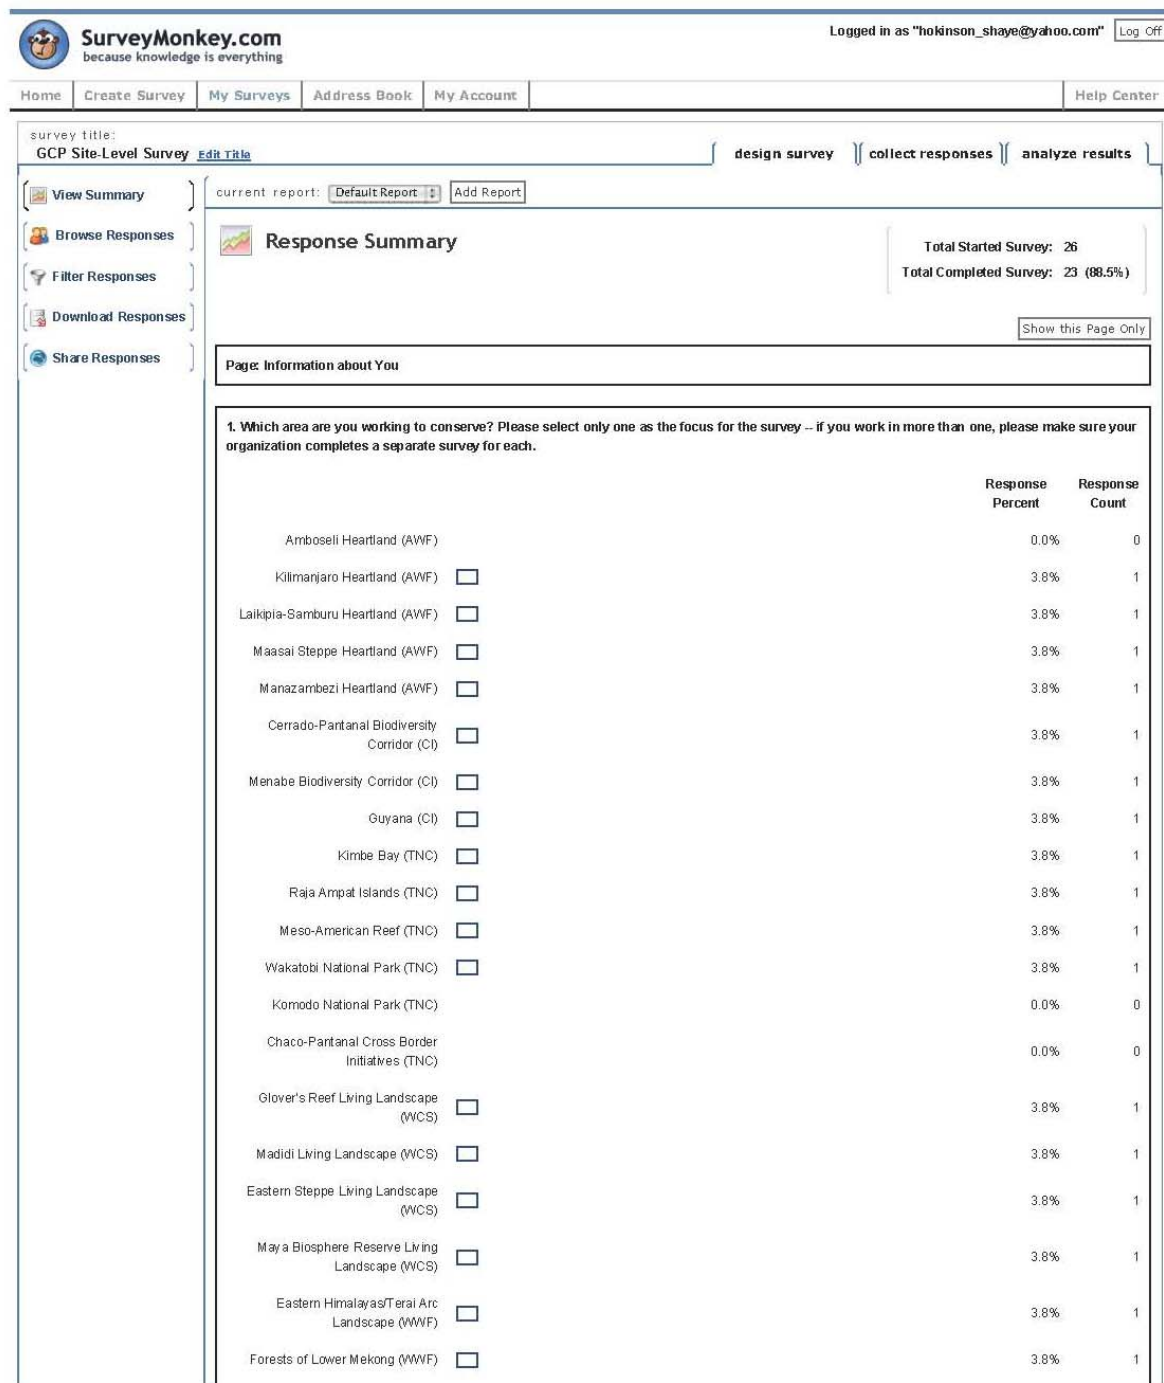 SurveyMonkey.com
because knowledge is everything
Logged in as "hokinson_shaye@yahoo.com" Log Off
Home Create Survey My Surveys Address Book My Account Help Center
survey title:
GCP Site-Level Survey Edit Title
design survey collect responses analyze results
View Summary
Browse Responses
Filter Responses
Download Responses
Share Responses
current report: Default Report Add Report
Response Summary
Total Started Survey: 26
Total Completed Survey: 23 (88.5%)
Show this Page Only
Page: Information about You
1. Which area are you working to conserve? Please select only one as the focus for the survey -- if you work in more than one, please make sure your
organization completes a separate survey for each.
Response Response
Percent Count
Amboseli Heartland (AWF) 0.0% 0
Kilimanjaro Heartland (AWF) 3.8% 1
Laikipia-Samburu Heartland (AWF) 3.8% 1
Maasai Steppe Heartland (AWF) 3.8% 1
Manazambezi Heartland (AWF) 3.8% 1
Cerrado-Pantanal Biodiversity
Corridor (CI) 3.8% 1
Menabe Biodiversity Corridor (CI) 3.8% 1
Guyana (CI) 3.8% 1
Kimbe Bay (TNC) 3.8% 1
Raja Ampat Islands (TNC) 3.8% 1
Meso-American Reef (TNC) 3.8% 1
Wakatobi National Park (TNC) 3.8% 1
Komodo National Park (TNC) 0.0% 0
Chaco-Pantanal Cross Border
Initiatives (TNC) 0.0% 0
Glover's Reef Living Landscape
(WCS) 3.8% 1
Madidi Living Landscape (WCS) 3.8% 1
Eastern Steppe Living Landscape
(WCS) 3.8% 1
Maya Biosphere Reserve Living
Landscape (WCS) 3.8% 1
Eastern Himalayas/Terai Arc
Landscape (WWF) 3.8% 1
Forests of Lower Mekong (WWF) 3.8% 1